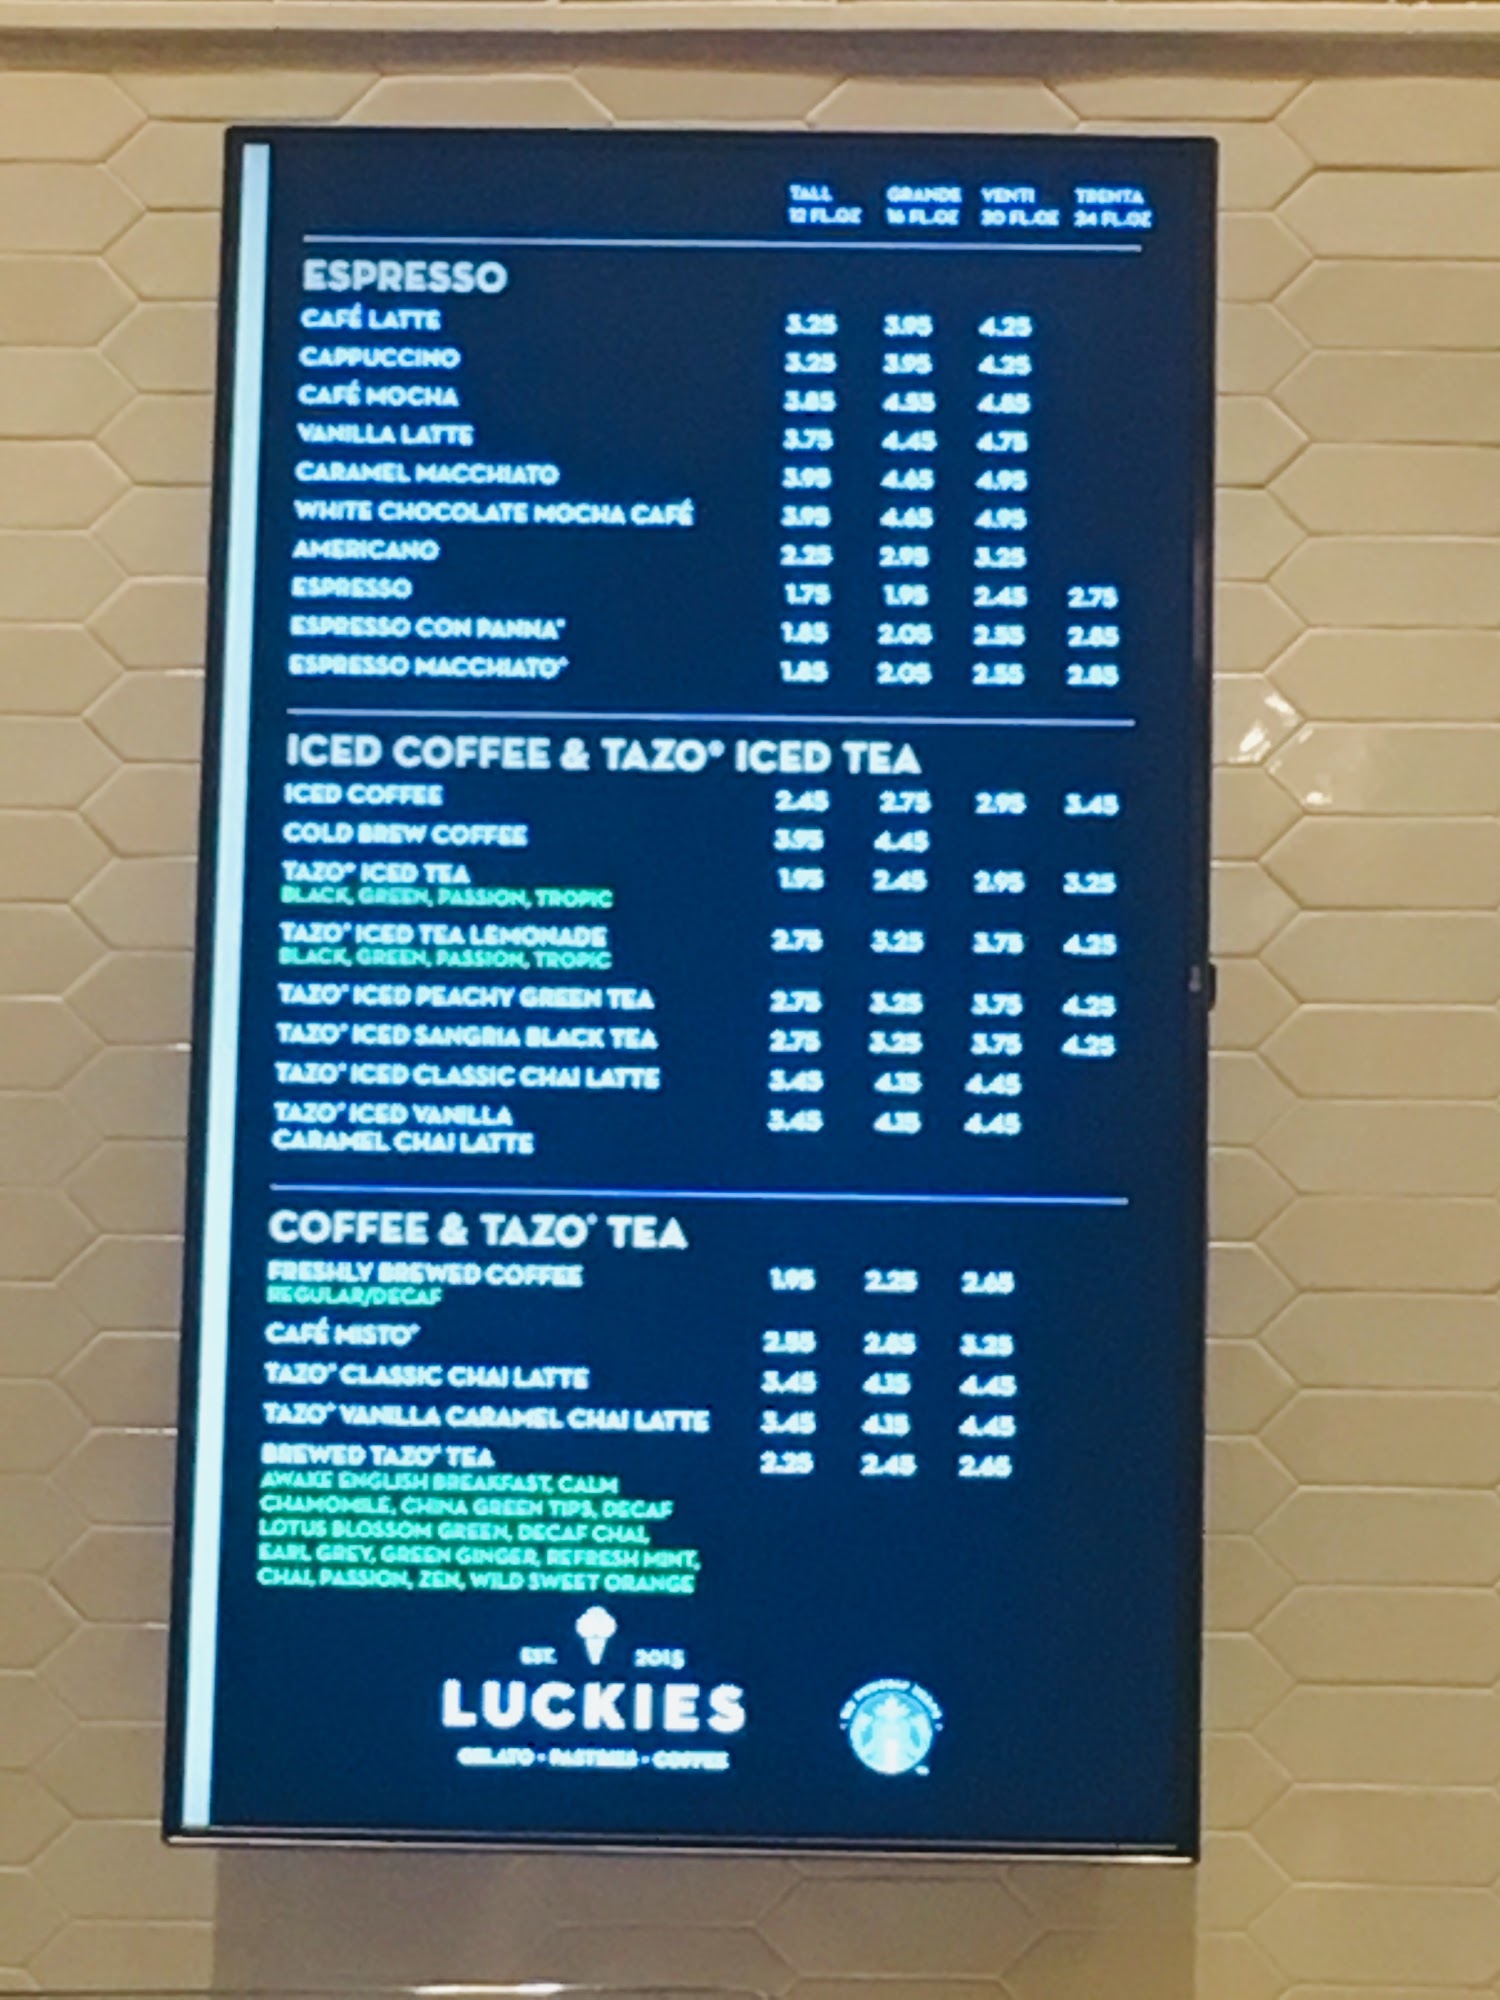 TALL GRANDE VENTI TRENTA
12 FL.OZ 16 FL.OZ 20 FL.OZ 24 FL.OZ
ESPRESSO
CAFÉ LATTE 3.25 3.95 4.25
CAPPUCCINO 3.25 3.95 4.25
CAFÉ MOCHA 3.85 4.55 4.85
VANILLA LATTE 3.75 4.45 4.75
CARAMEL MACCHIATO 3.95 4.65 4.95
WHITE CHOCOLATE MOCHA CAFÉ 3.95 4.65 4.95
AMERICANO 2.25 2.95 3.25
ESPRESSO 1.75 1.95 2.45 2.75
ESPRESSO CON PANNA* 1.85 2.05 2.55 2.85
ESPRESSO MACCHIATO* 1.85 2.05 2.55 2.85
ICED COFFEE & TAZO® ICED TEA
ICED COFFEE 2.45 2.75 2.95 3.45
COLD BREW COFFEE 3.95 4.45
TAZO® ICED TEA 1.95 2.45 2.95 3.25
BLACK, GREEN, PASSION, TROPIC
TAZO® ICED TEA LEMONADE 2.75 3.25 3.75 4.25
BLACK, GREEN, PASSION, TROPIC
TAZO® ICED PEACHY GREEN TEA 2.75 3.25 3.75 4.25
TAZO® ICED SANGRIA BLACK TEA 2.75 3.25 3.75 4.25
TAZO® ICED CLASSIC CHAI LATTE 3.45 4.15 4.45
TAZO® ICED VANILLA 3.45 4.15 4.45
CARAMEL CHAI LATTE
COFFEE & TAZO® TEA
FRESHLY BREWED COFFEE 1.95 2.25 2.65
REGULAR/DECAF
CAFÉ MISTO* 2.55 2.85 3.25
TAZO® CLASSIC CHAI LATTE 3.45 4.15 4.45
TAZO® VANILLA CARAMEL CHAI LATTE 3.45 4.15 4.45
BREWED TAZO® TEA 2.25 2.45 2.65
AWAKE ENGLISH BREAKFAST, CALM
CHAMOMILE, CHINA GREEN TIPS, DECAF
LOTUS BLOSSOM GREEN, DECAF CHAI,
EARL GREY, GREEN GINGER, REFRESH MINT,
CHAI, PASSION, ZEN, WILD SWEET ORANGE
EST. 2015
LUCKIES
GELATO • PASTRIES • COFFEE